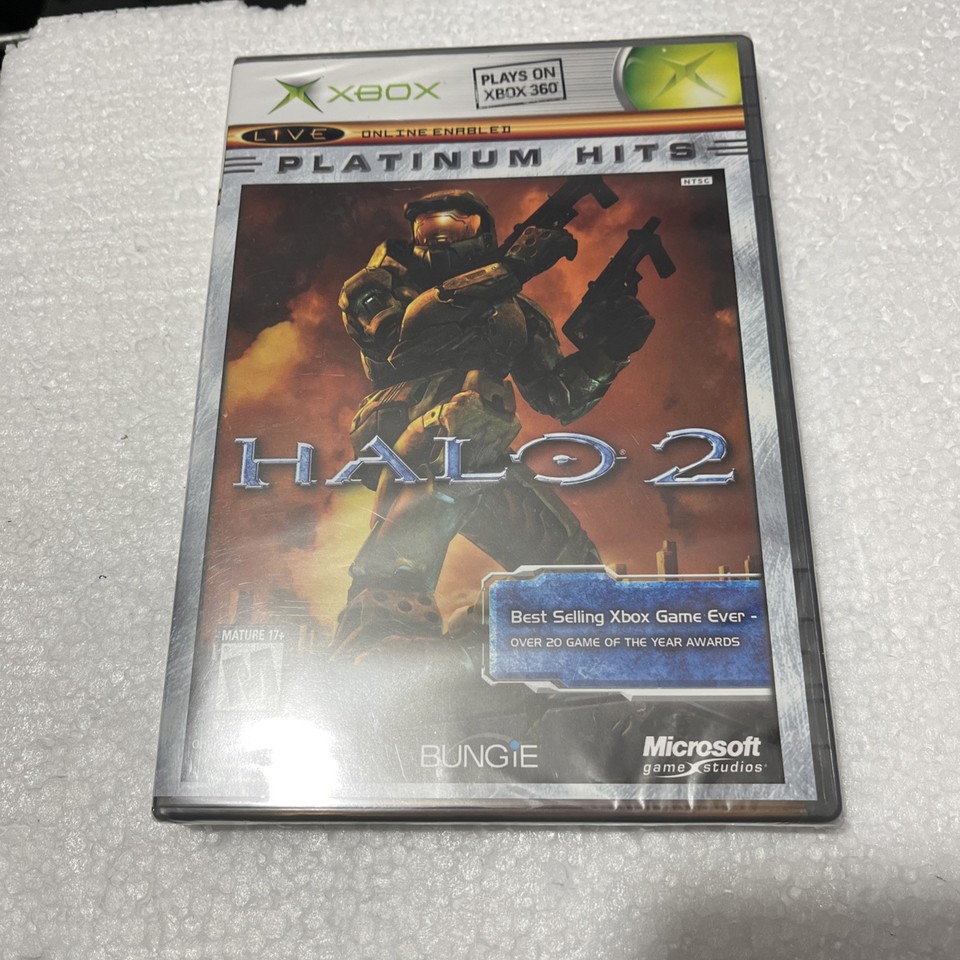 XBOX
PLAYS ON
XBOX 360
LIVE ONLINE ENABLED
PLATINUM HITS
NTSC
HALO 2
Best Selling Xbox Game Ever -
OVER 20 GAME OF THE YEAR AWARDS
MATURE 17+
M
BUNGiE
Microsoft
game studios